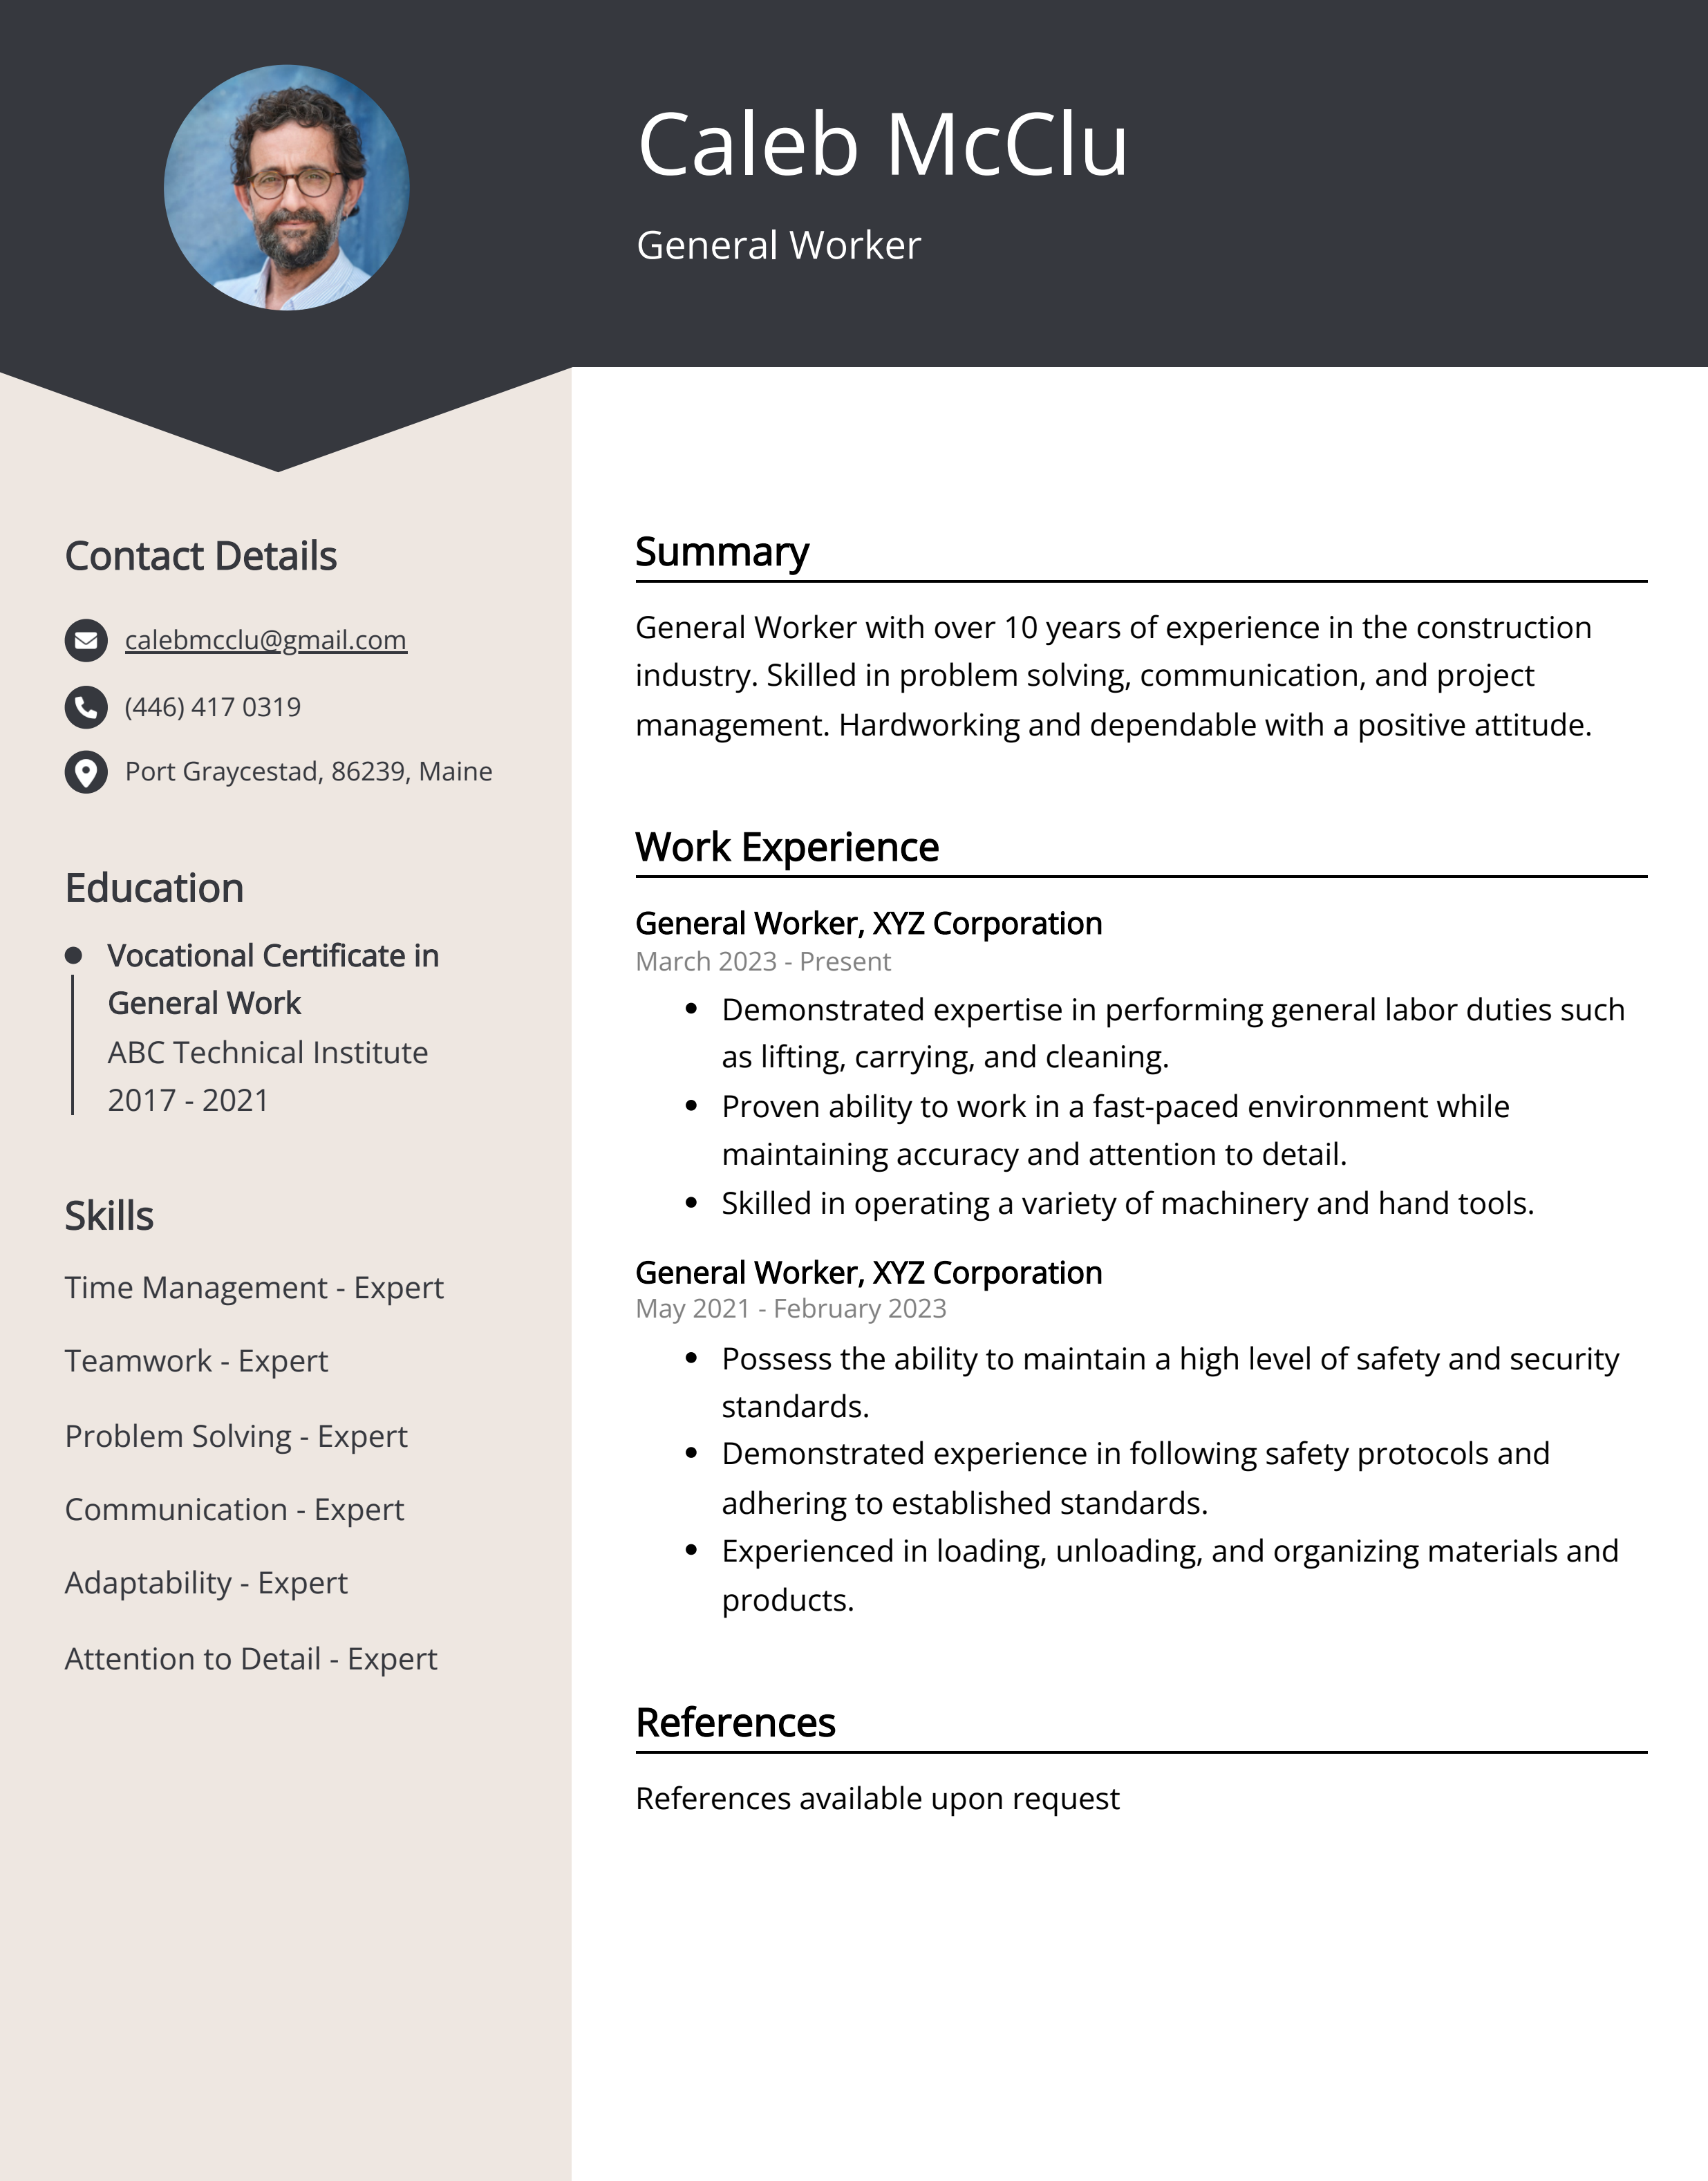 Caleb McClu
General Worker
Contact Details
calebmcclu@gmail.com
(446) 417 0319
Port Graycestad, 86239, Maine
Education
Vocational Certificate in
General Work
ABC Technical Institute
2017 - 2021
Skills
Time Management - Expert
Teamwork - Expert
Problem Solving - Expert
Communication - Expert
Adaptability - Expert
Attention to Detail - Expert
Summary
General Worker with over 10 years of experience in the construction
industry. Skilled in problem solving, communication, and project
management. Hardworking and dependable with a positive attitude.
Work Experience
General Worker, XYZ Corporation
March 2023 - Present
• Demonstrated expertise in performing general labor duties such
as lifting, carrying, and cleaning.
• Proven ability to work in a fast-paced environment while
maintaining accuracy and attention to detail.
• Skilled in operating a variety of machinery and hand tools.
General Worker, XYZ Corporation
May 2021 - February 2023
• Possess the ability to maintain a high level of safety and security
standards.
• Demonstrated experience in following safety protocols and
adhering to established standards.
• Experienced in loading, unloading, and organizing materials and
products.
References
References available upon request